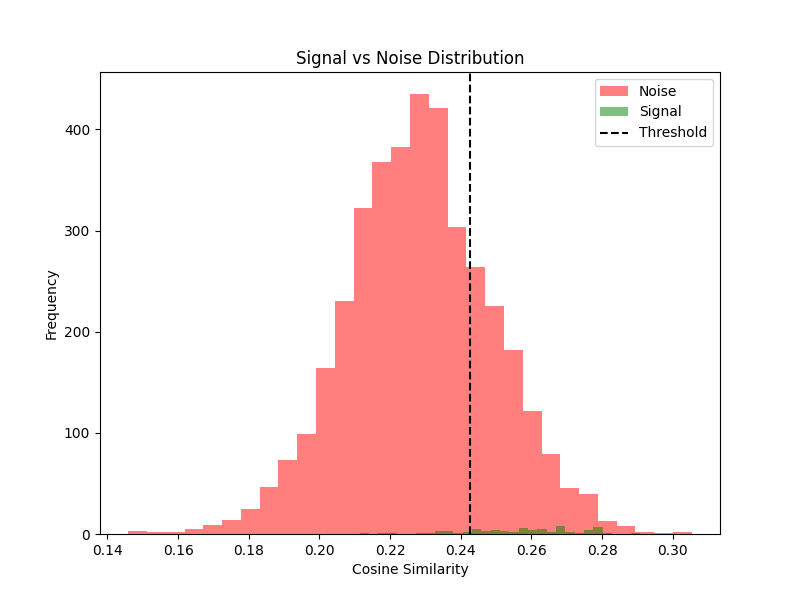 Signal vs Noise Distribution
Noise
Signal
Threshold
Frequency
400
300
200
100
0
0.14 0.16 0.18 0.20 0.22 0.24 0.26 0.28 0.30
Cosine Similarity